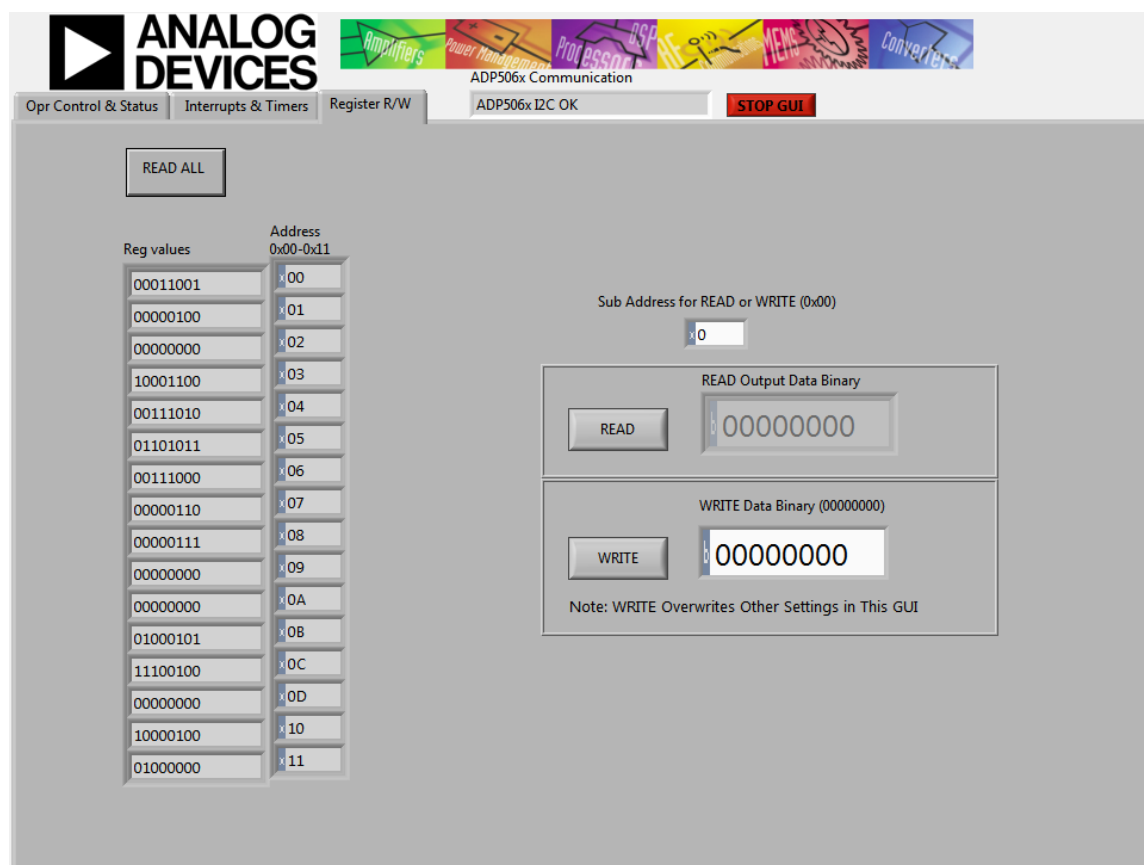 ANALOG
DEVICES
Amplifiers Power Management Processor DSP RF MEMS Converters
ADP506x Communication
Opr Control & Status Interrupts & Timers Register R/W ADP506x I2C OK STOP GUI
READ ALL
Reg values Address
0x00-0x11
00011001 x 00
00000100 x 01
00000000 x 02
10001100 x 03
00111010 x 04
01101011 x 05
00111000 x 06
00000110 x 07
00000111 x 08
00000000 x 09
00000000 x 0A
01000101 x 0B
11100100 x 0C
00000000 x 0D
10000100 x 10
01000000 x 11
Sub Address for READ or WRITE (0x00)
x 0
READ Output Data Binary
READ b 00000000
WRITE Data Binary (00000000)
WRITE b 00000000
Note: WRITE Overwrites Other Settings in This GUI